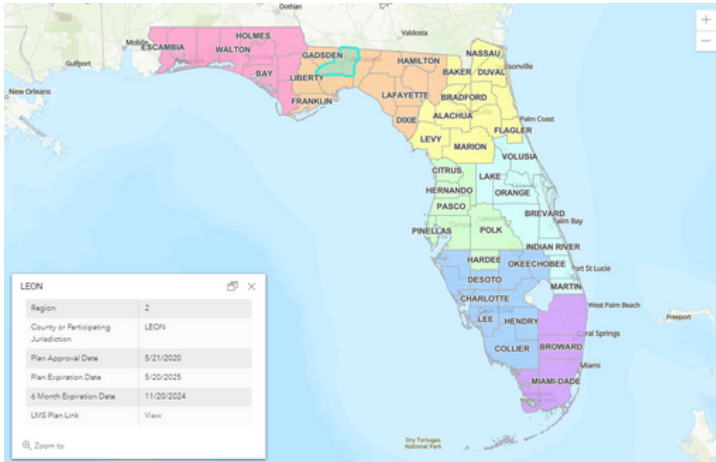 Dothan
Mobile
Valdosta
Gulfport
New Orleans
ESCAMBIA
HOLMES
WALTON
BAY
GADSDEN
LIBERTY
FRANKLIN
HAMILTON
LAFAYETTE
DIXIE
NASSAU
BAKER
DUVAL
sonville
BRADFORD
ALACHUA
Palm Coast
FLAGLER
LEVY
MARION
VOLUSIA
CITRUS
LAKE
HERNANDO
ORANGE
PASCO
BREVARD
Palm Bay
PINELLAS
POLK
INDIAN RIVER
HARDEE
OKEECHOBEE
ort St Lucie
DESOTO
MARTIN
CHARLOTTE
West Palm Beach
LEE
HENDRY
Coral Springs
Freeport
COLLIER
BROWARD
Miami
MIAMI-DADE
Dry Tortugas
National Park
+
−
LEON
Region 2
County or Participating LEON
Jurisdiction
Plan Approval Date 5/21/2020
Plan Expiration Date 5/20/2025
6 Month Expiration Date 11/20/2024
LMS Plan Link View
Zoom to